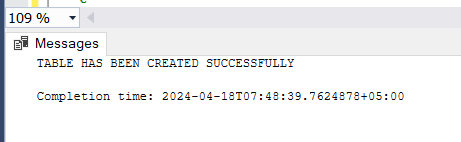 109 %
Messages
TABLE HAS BEEN CREATED SUCCESSFULLY
Completion time: 2024-04-18T07:48:39.7624878+05:00